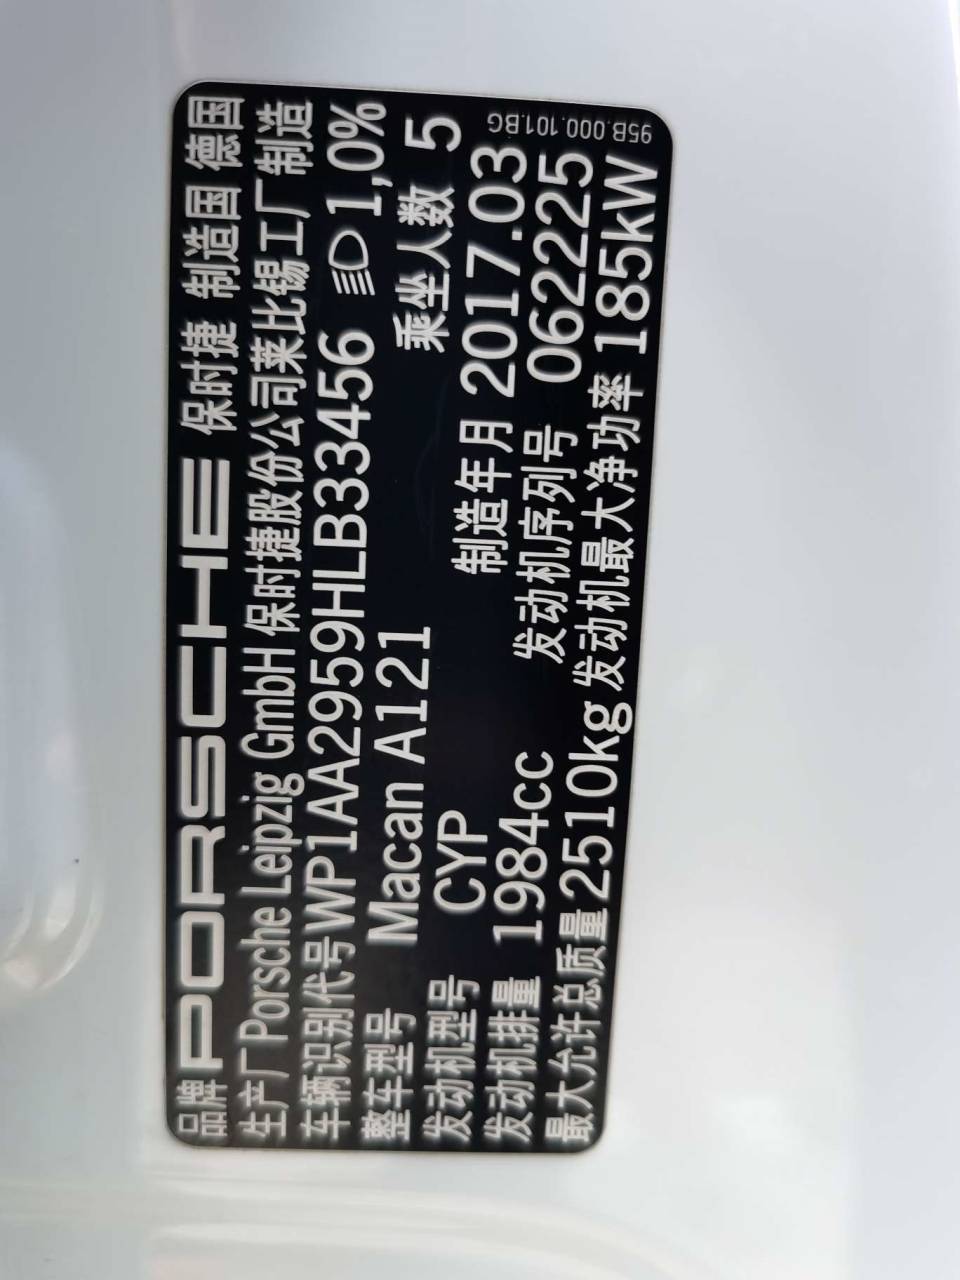 品牌 PORSCHE 保时捷 制造国 德国
生产厂 Porsche Leipzig GmbH 保时捷股份公司莱比锡工厂制造
车辆识别代号 WP1AA2959HLB33456 1,0%
整车型号 Macan A121 乘坐人数 5
发动机型号 CYP 制造年月 2017.03
发动机排量 1984cc 发动机序列号 062225
最大允许总质量 2510kg 发动机最大净功率 185kW
95B.000.101.BG